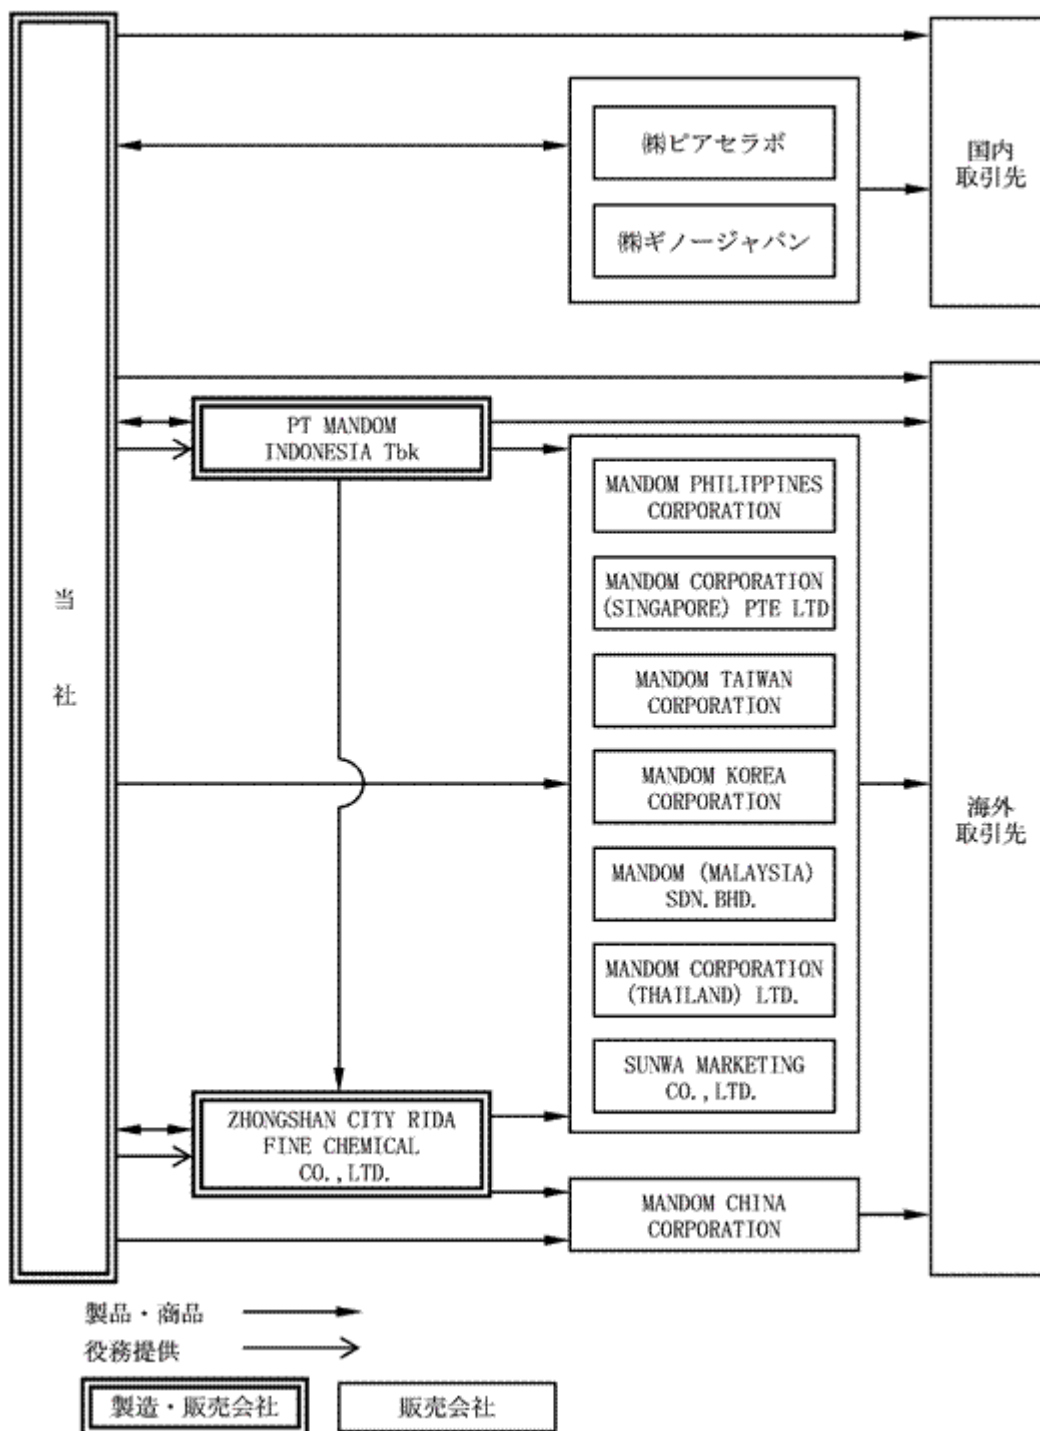 当
社
㈱ピアセラボ
㈱ギノージャパン
国内
取引先
PT MANDOM
INDONESIA Tbk
MANDOM PHILIPPINES
CORPORATION
MANDOM CORPORATION
(SINGAPORE) PTE LTD
MANDOM TAIWAN
CORPORATION
MANDOM KOREA
CORPORATION
MANDOM (MALAYSIA)
SDN.BHD.
MANDOM CORPORATION
(THAILAND) LTD.
SUNWA MARKETING
CO.,LTD.
海外
取引先
ZHONGSHAN CITY RIDA
FINE CHEMICAL
CO.,LTD.
MANDOM CHINA
CORPORATION
製品・商品
役務提供
製造・販売会社
販売会社